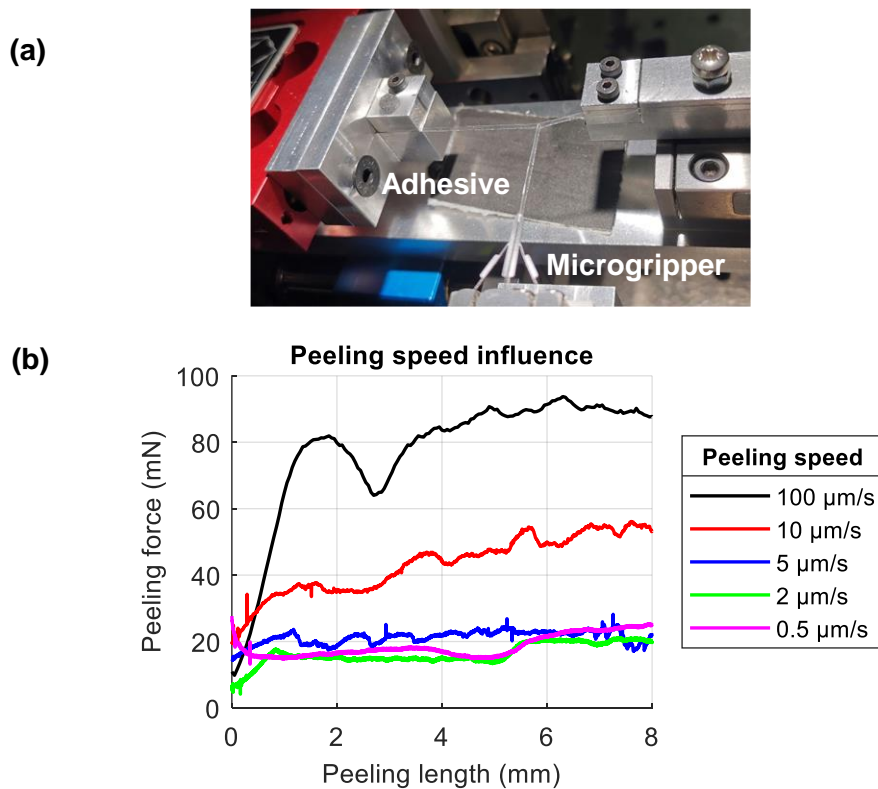 (a)
Adhesive
Microgripper
(b)
Peeling speed influence
Peeling force (mN)
100
80
60
40
20
0
0 2 4 6 8
Peeling length (mm)
Peeling speed
100 µm/s
10 µm/s
5 µm/s
2 µm/s
0.5 µm/s